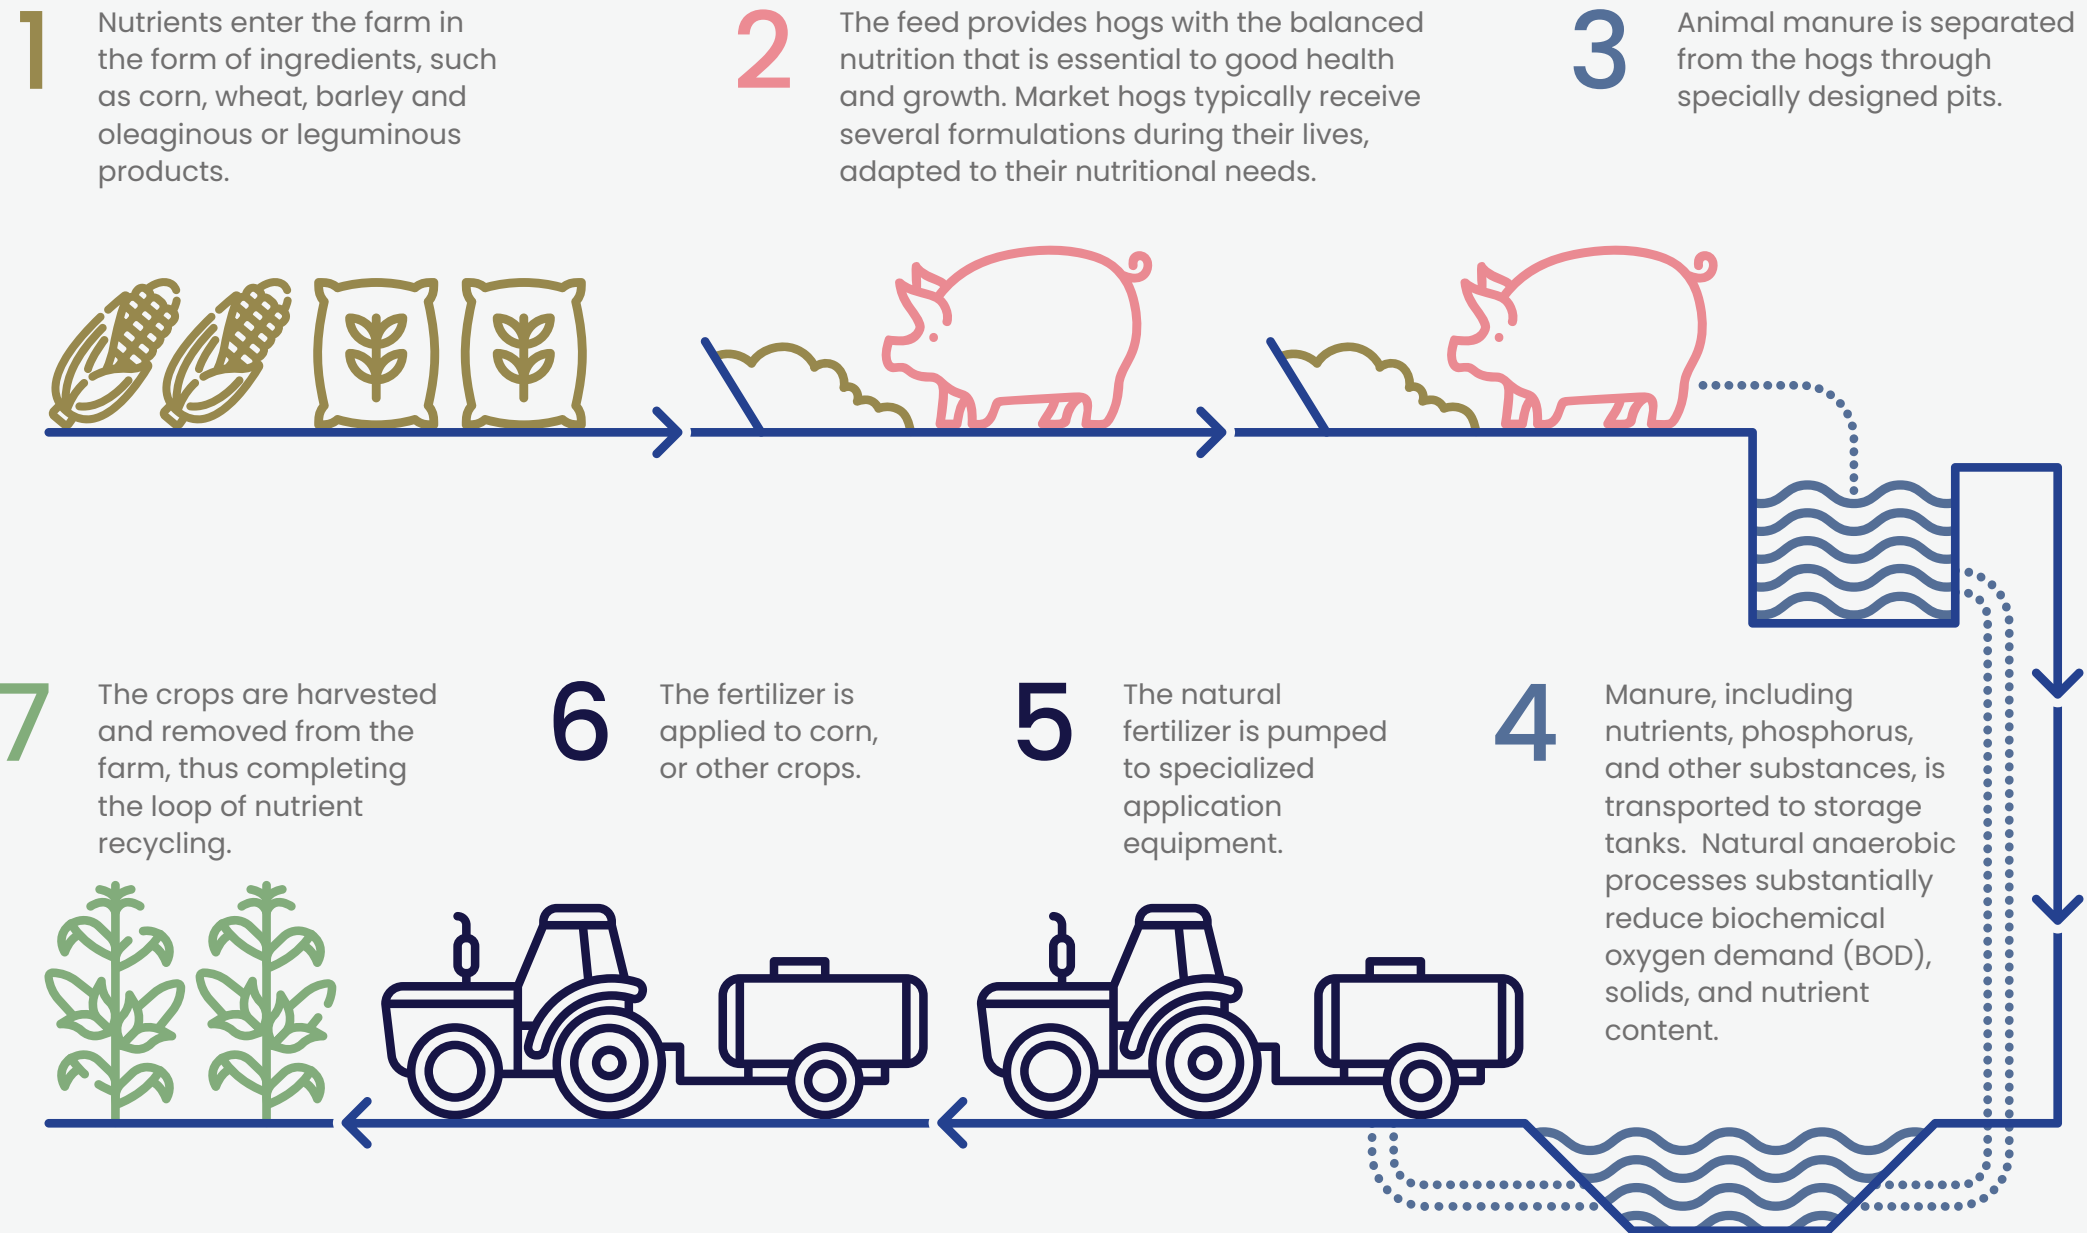 1
Nutrients enter the farm in
the form of ingredients, such
as corn, wheat, barley and
oleaginous or leguminous
products.
2
The feed provides hogs with the balanced
nutrition that is essential to good health
and growth. Market hogs typically receive
several formulations during their lives,
adapted to their nutritional needs.
3
Animal manure is separated
from the hogs through
specially designed pits.
4
Manure, including
nutrients, phosphorus,
and other substances, is
transported to storage
tanks.  Natural anaerobic
processes substantially
reduce biochemical
oxygen demand (BOD),
solids, and nutrient
content.
5
The natural
fertilizer is pumped
to specialized
application
equipment.
6
The fertilizer is
applied to corn,
or other crops.
7
The crops are harvested
and removed from the
farm, thus completing
the loop of nutrient
recycling.